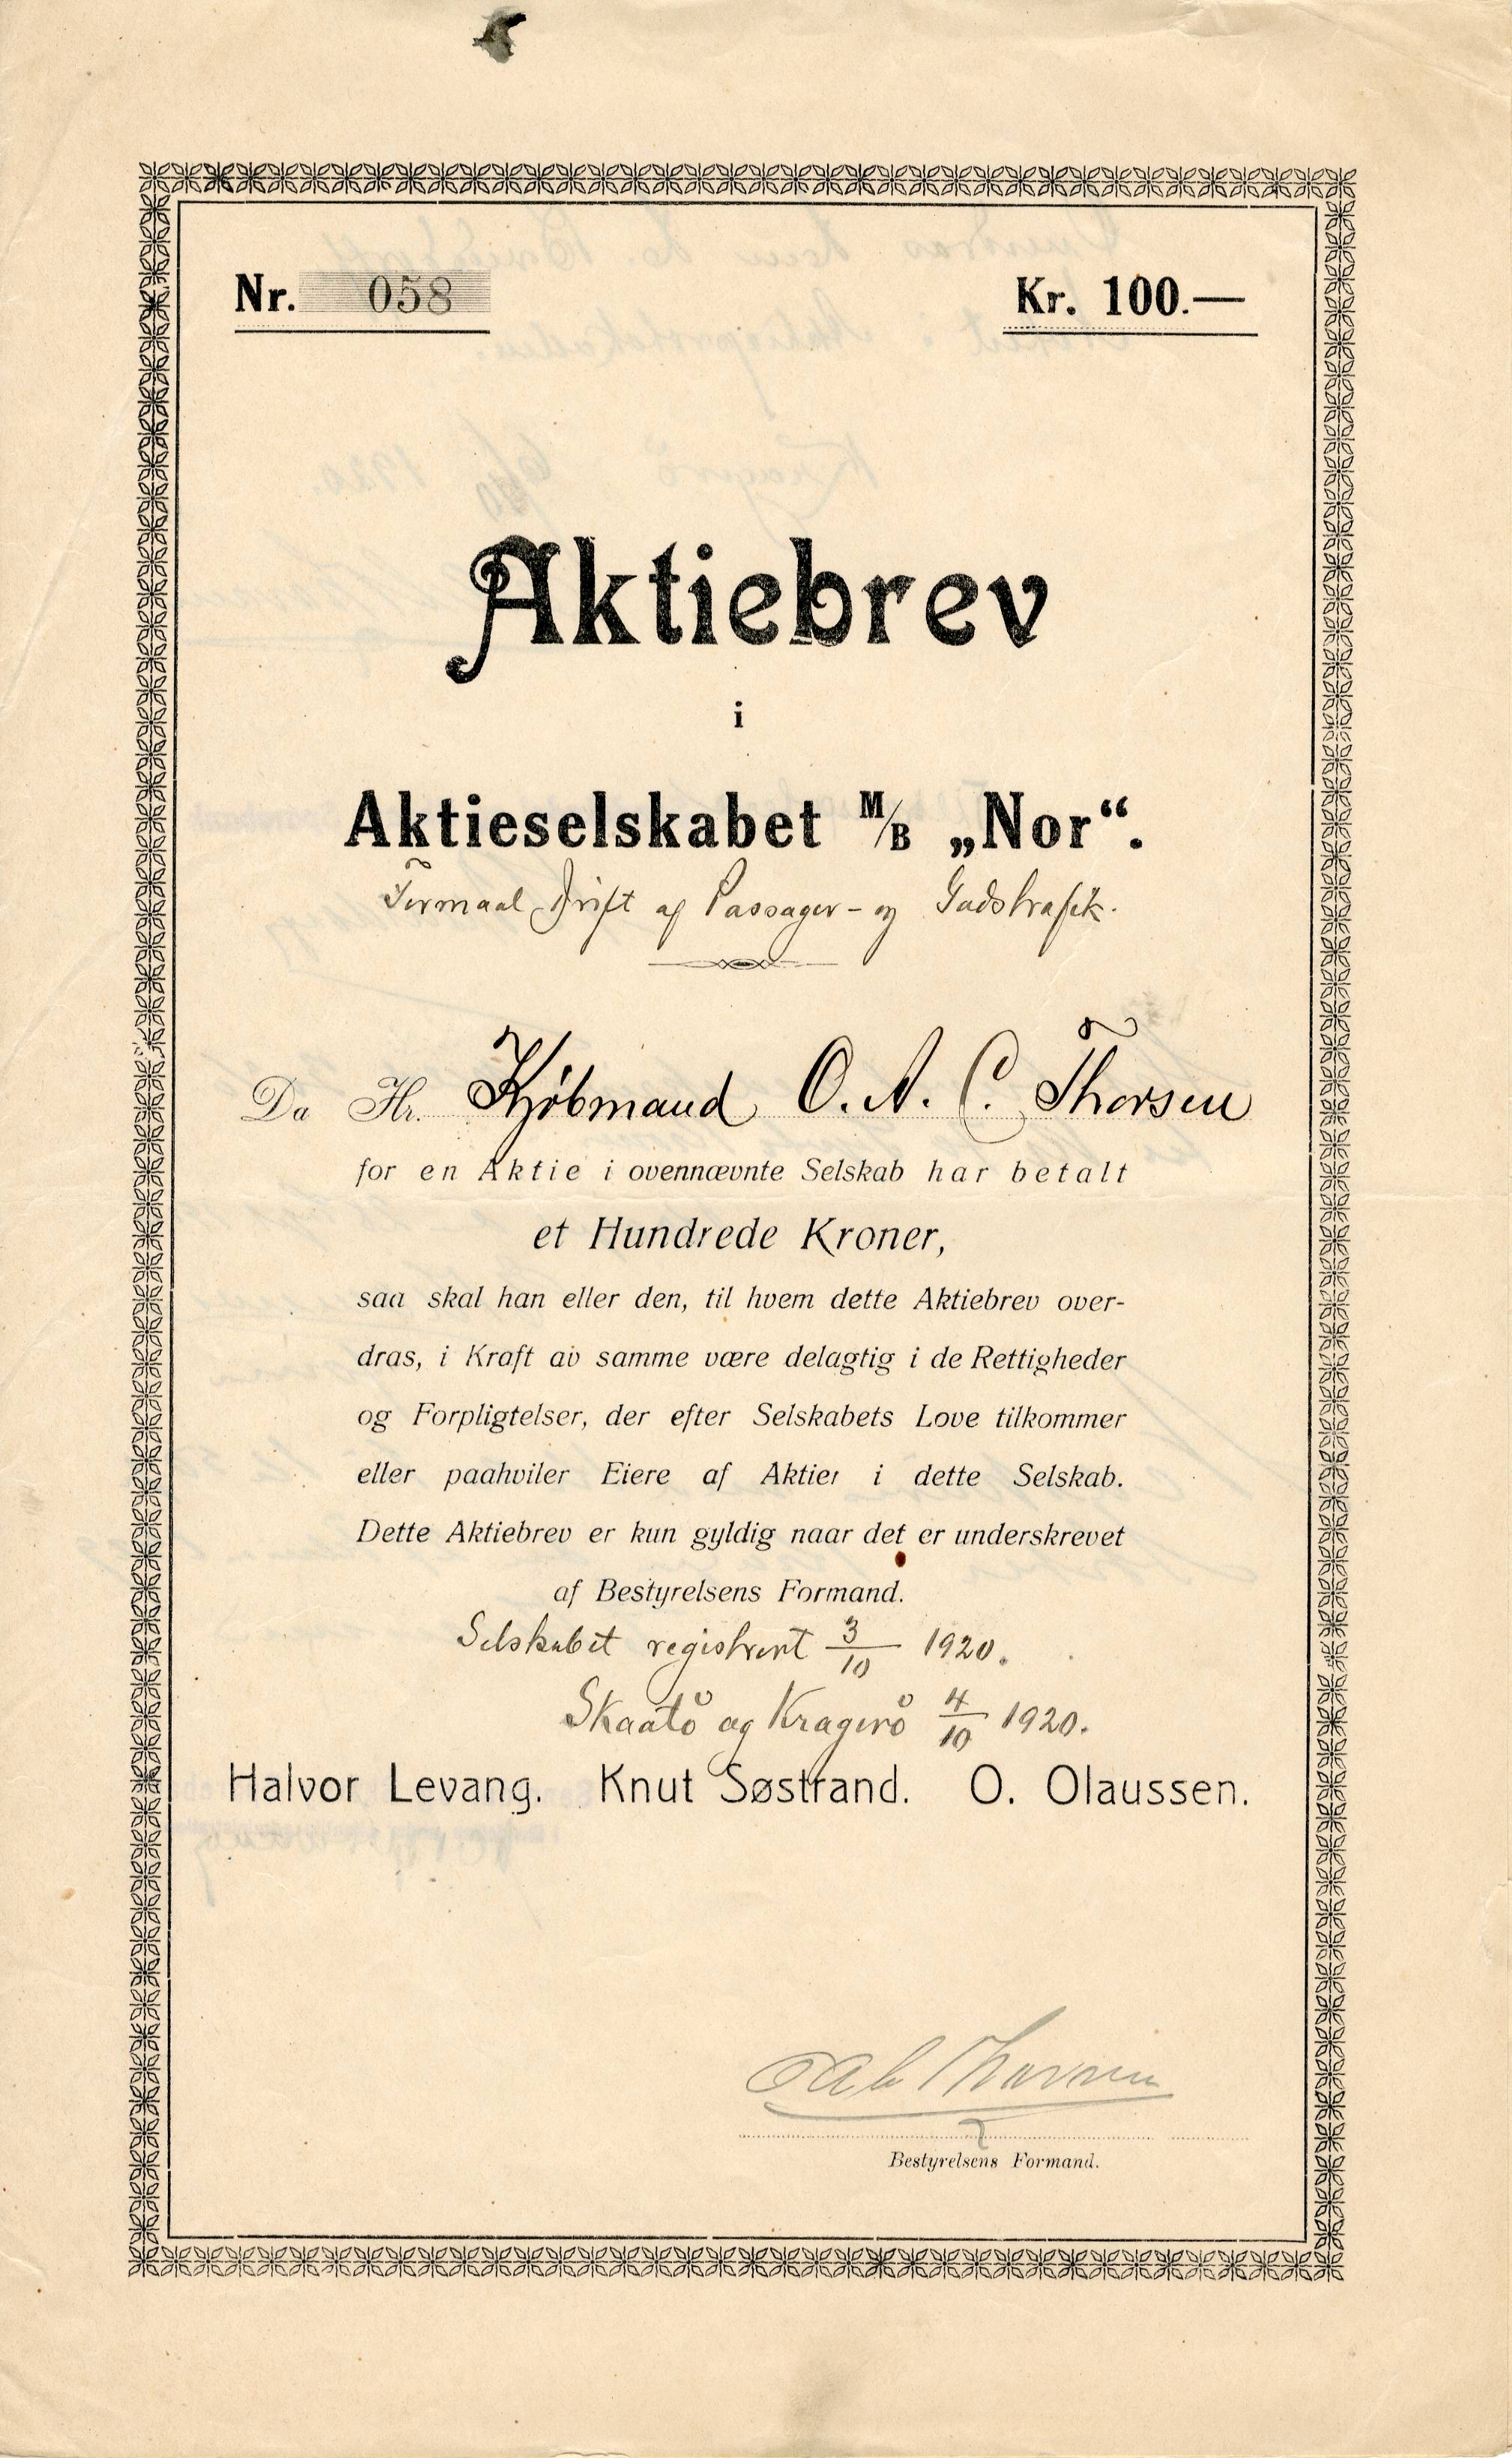 Nr. 058
Kr. 100.—
Aktiebrev
i
Aktieselskabet M/B „Nor“.
Formaal Drift af Passager- og Godstrafik.
Da Hr. Kjøbmand O. A. C. Thorsen
for en Aktie i ovennævnte Selskab har betalt
et Hundrede Kroner,
saa skal han eller den, til hvem dette Aktiebrev over-
dras, i Kraft av samme være delagtig i de Rettigheder
og Forpligtelser, der efter Selskabets Love tilkommer
eller paahviler Eiere af Aktier i dette Selskab.
Dette Aktiebrev er kun gyldig naar det er underskrevet
af Bestyrelsens Formand.
Selskabet registrert 3/10 1920.
Skaatö og Kragerö 4/10 1920.
Halvor Levang. Knut Søstrand. O. Olaussen.
OAC Thorsen
Bestyrelsens Formand.